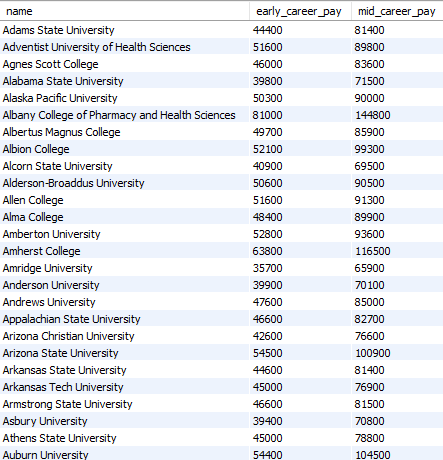 name early_career_pay mid_career_pay
Adams State University 44400 81400
Adventist University of Health Sciences 51600 89800
Agnes Scott College 46000 83600
Alabama State University 39800 71500
Alaska Pacific University 50300 90000
Albany College of Pharmacy and Health Sciences 81000 144800
Albertus Magnus College 49700 85900
Albion College 52100 99300
Alcorn State University 40900 69500
Alderson-Broaddus University 50600 90500
Allen College 51600 91300
Alma College 48400 89900
Amberton University 52800 93600
Amherst College 63800 116500
Amridge University 35700 65900
Anderson University 39900 70100
Andrews University 47600 85000
Appalachian State University 46600 82700
Arizona Christian University 42600 76600
Arizona State University 54500 100900
Arkansas State University 44600 81400
Arkansas Tech University 45000 76900
Armstrong State University 46600 81500
Asbury University 39400 70800
Athens State University 45000 78800
Auburn University 54400 104500